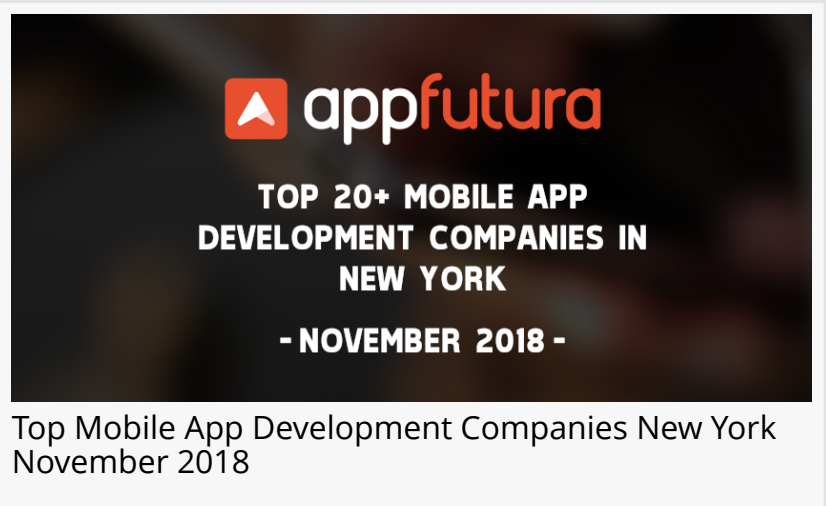 appfutura
TOP 20+ MOBILE APP
DEVELOPMENT COMPANIES IN
NEW YORK
- NOVEMBER 2018 -
Top Mobile App Development Companies New York
November 2018